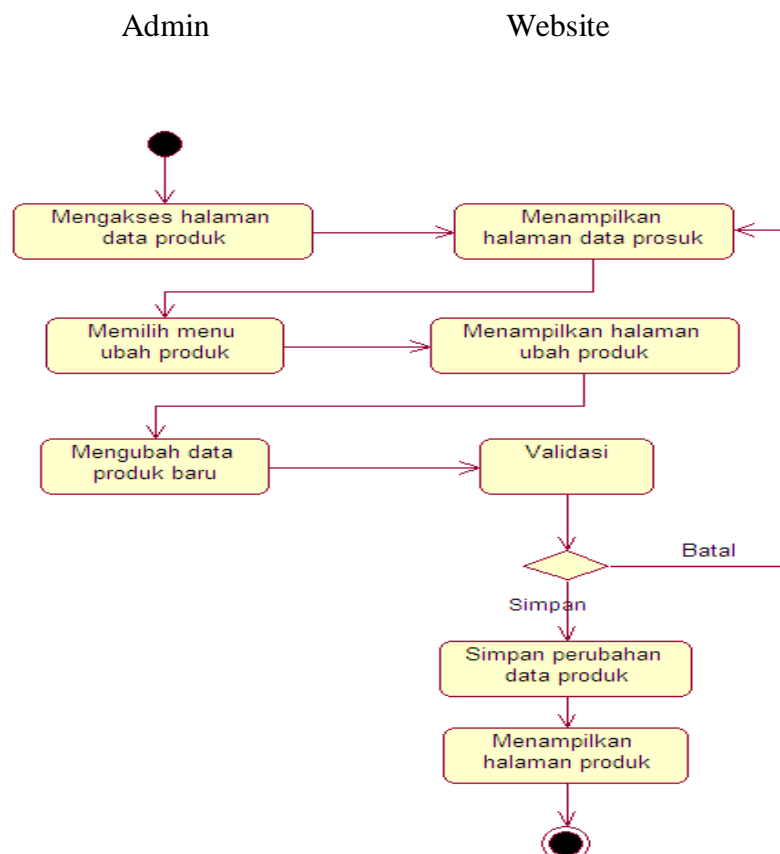 Admin
Website
Mengakses halaman
data produk
Menampilkan
halaman data prosuk
Memilih menu
ubah produk
Menampilkan halaman
ubah produk
Mengubah data
produk baru
Validasi
Batal
Simpan
Simpan perubahan
data produk
Menampilkan
halaman produk